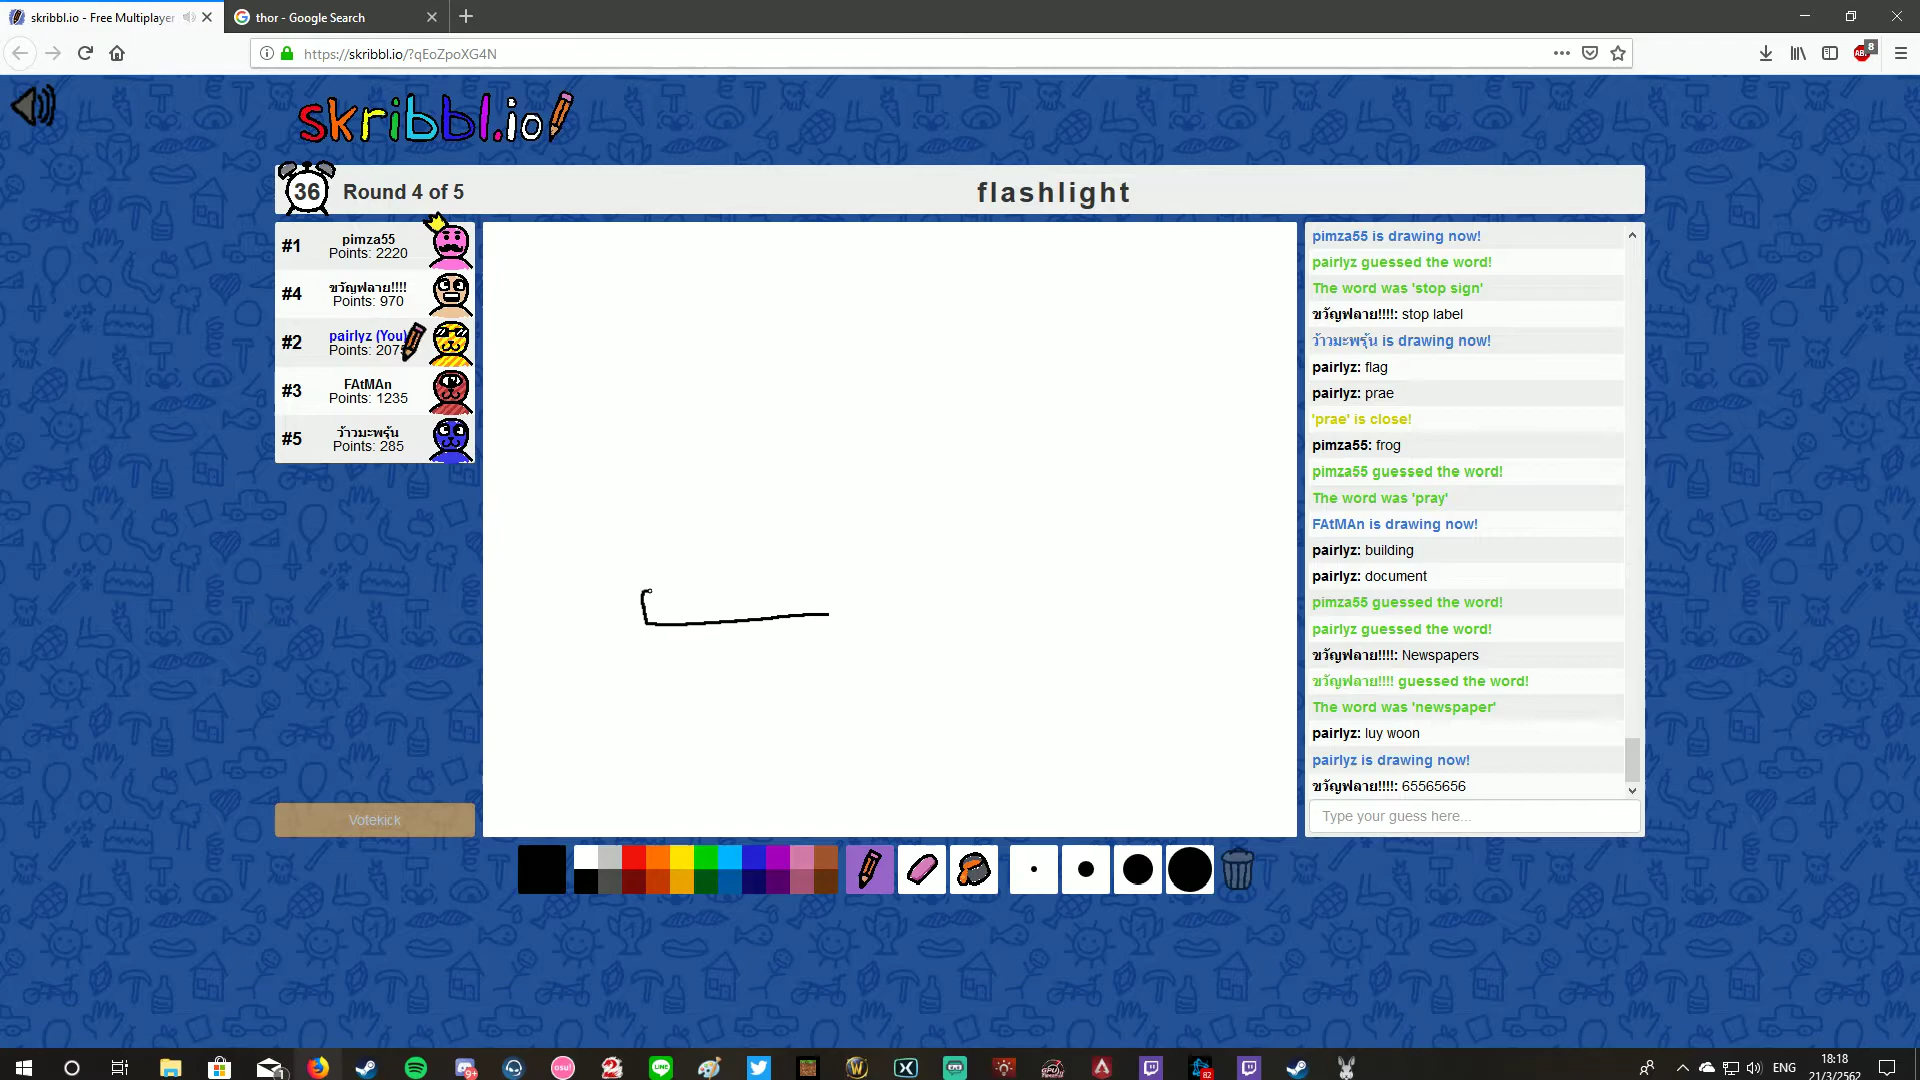 skribbl.io - Free Multiplayer
thor - Google Search
https://skribbl.io/?qEoZpoXG4N
8
skribbl.io
36
Round 4 of 5
flashlight
#1
pimza55
Points: 2220
#4
ขวัญฟลาย!!!!
Points: 970
#2
pairlyz (You)
Points: 207
#3
FAtMAn
Points: 1235
#5
ว้าวมะพรุ้น
Points: 285
Votekick
pimza55 is drawing now!
pairlyz guessed the word!
The word was 'stop sign'
ขวัญฟลาย!!!!: stop label
ว้าวมะพรุ้น is drawing now!
pairlyz: flag
pairlyz: prae
'prae' is close!
pimza55: frog
pimza55 guessed the word!
The word was 'pray'
FAtMAn is drawing now!
pairlyz: building
pairlyz: document
pimza55 guessed the word!
pairlyz guessed the word!
ขวัญฟลาย!!!!: Newspapers
ขวัญฟลาย!!!! guessed the word!
The word was 'newspaper'
pairlyz: luy woon
pairlyz is drawing now!
ขวัญฟลาย!!!!: 65565656
Type your guess here...
ENG
18:18
21/3/2562